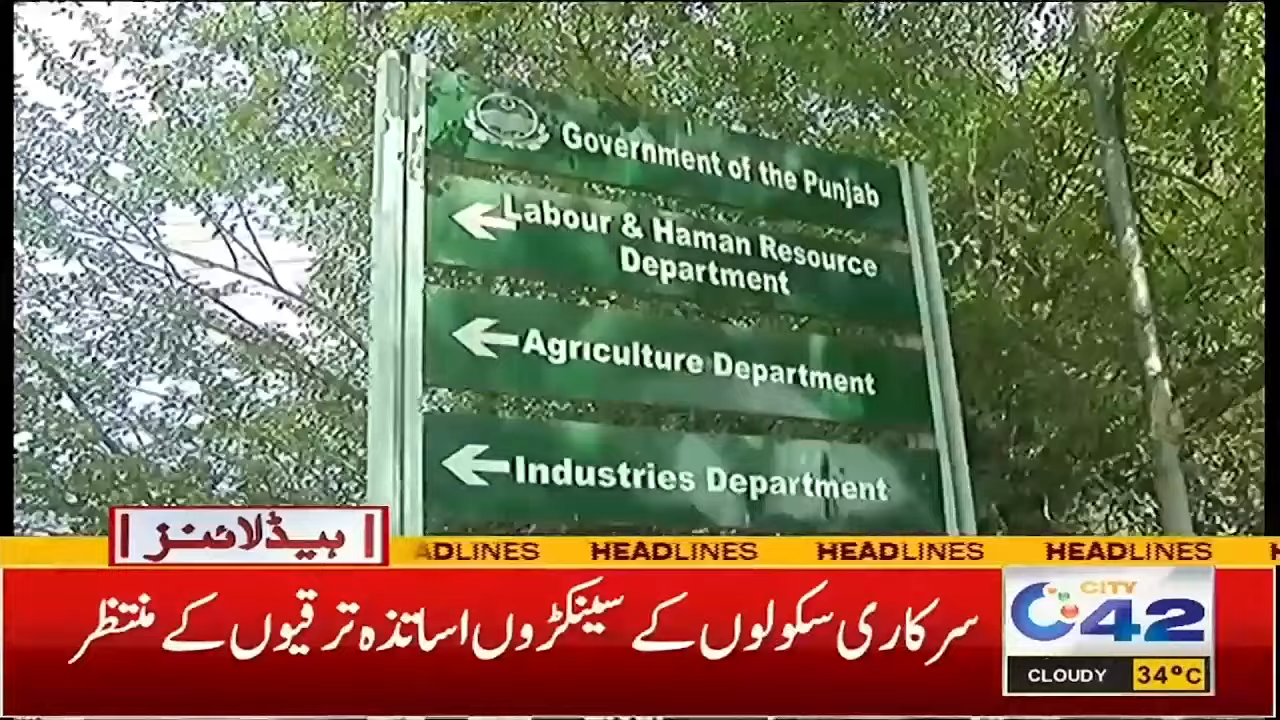 Government of the Punjab
Labour & Haman Resource
Department
Agriculture Department
Industries Department
ہیڈلائنز
ADLINES HEADLINES HEADLINES HEADLINES
سرکاری سکولوں کے سینکڑوں اساتذہ ترقیوں کے منتظر
CITY
42
CLOUDY 34°C